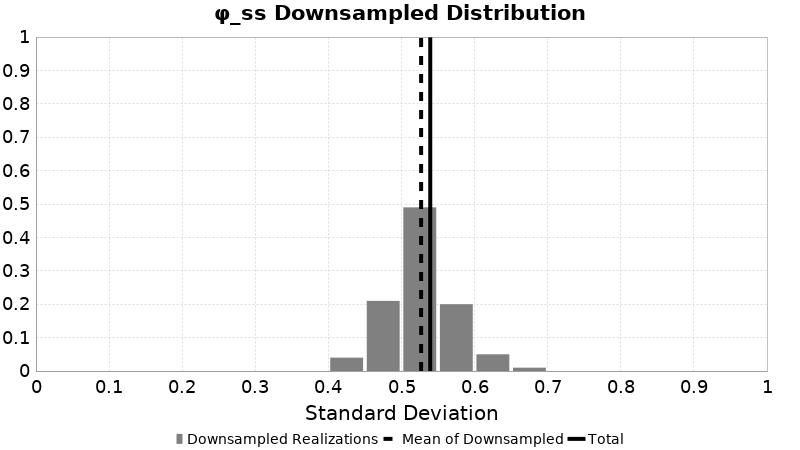 φ_ss Downsampled Distribution
1
0.9
0.8
0.7
0.6
0.5
0.4
0.3
0.2
0.1
0
0 0.1 0.2 0.3 0.4 0.5 0.6 0.7 0.8 0.9 1
Standard Deviation
Downsampled Realizations Mean of Downsampled Total